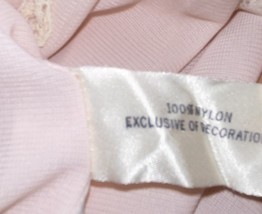 100% NYLON
EXCLUSIVE OF DECORATION